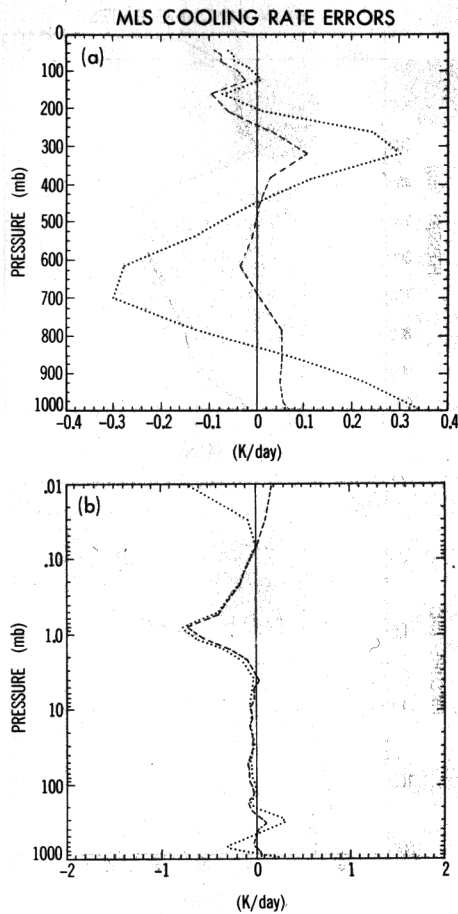 MLS COOLING RATE ERRORS
(a)
0
100
200
300
400
500
600
700
800
900
1000
PRESSURE (mb)
-0.4 -0.3 -0.2 -0.1 0 0.1 0.2 0.3 0.4
(K/day)
(b)
.01
.10
1.0
10
100
1000
PRESSURE (mb)
-2 -1 0 1 2
(K/day)